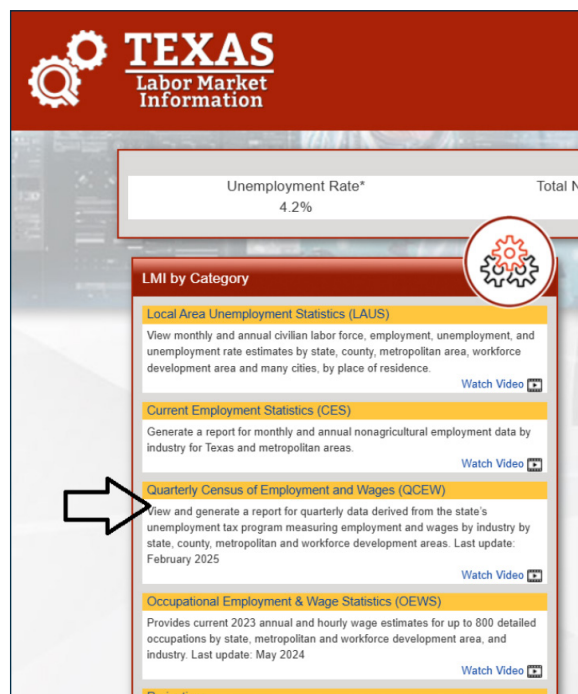 TEXAS
Labor Market
Information
Unemployment Rate*
4.2%
Total
LMI by Category
Local Area Unemployment Statistics (LAUS)
View monthly and annual civilian labor force, employment, unemployment, and
unemployment rate estimates by state, county, metropolitan area, workforce
development area and many cities, by place of residence.
Watch Video
Current Employment Statistics (CES)
Generate a report for monthly and annual nonagricultural employment data by
industry for Texas and metropolitan areas.
Watch Video
Quarterly Census of Employment and Wages (QCEW)
View and generate a report for quarterly data derived from the state's
unemployment tax program measuring employment and wages by industry by
state, county, metropolitan and workforce development areas. Last update:
February 2025
Watch Video
Occupational Employment & Wage Statistics (OEWS)
Provides current 2023 annual and hourly wage estimates for up to 800 detailed
occupations by state, metropolitan and workforce development area, and
industry. Last update: May 2024
Watch Video